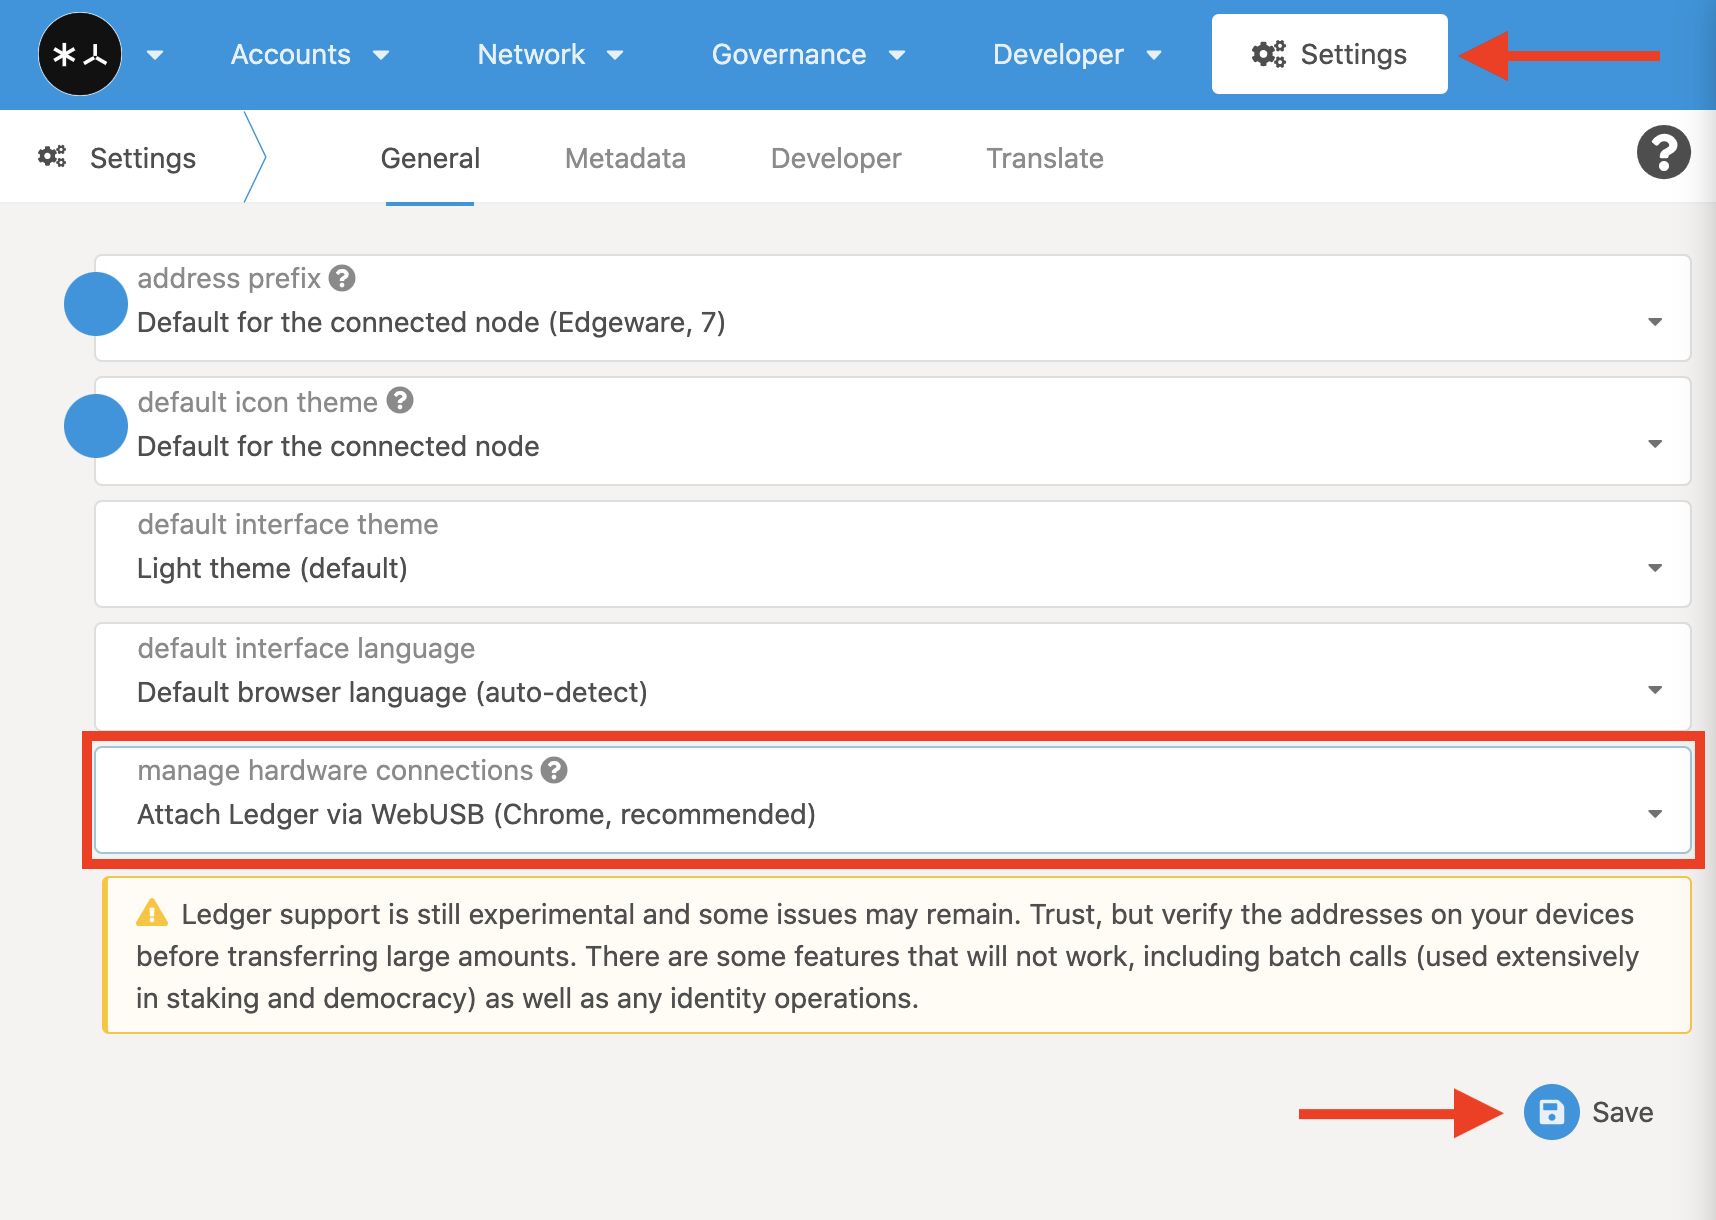 Accounts
Network
Governance
Developer
Settings
Settings
General
Metadata
Developer
Translate
address prefix
Default for the connected node (Edgeware, 7)
default icon theme
Default for the connected node
default interface theme
Light theme (default)
default interface language
Default browser language (auto-detect)
manage hardware connections
Attach Ledger via WebUSB (Chrome, recommended)
Ledger support is still experimental and some issues may remain. Trust, but verify the addresses on your devices
before transferring large amounts. There are some features that will not work, including batch calls (used extensively
in staking and democracy) as well as any identity operations.
Save